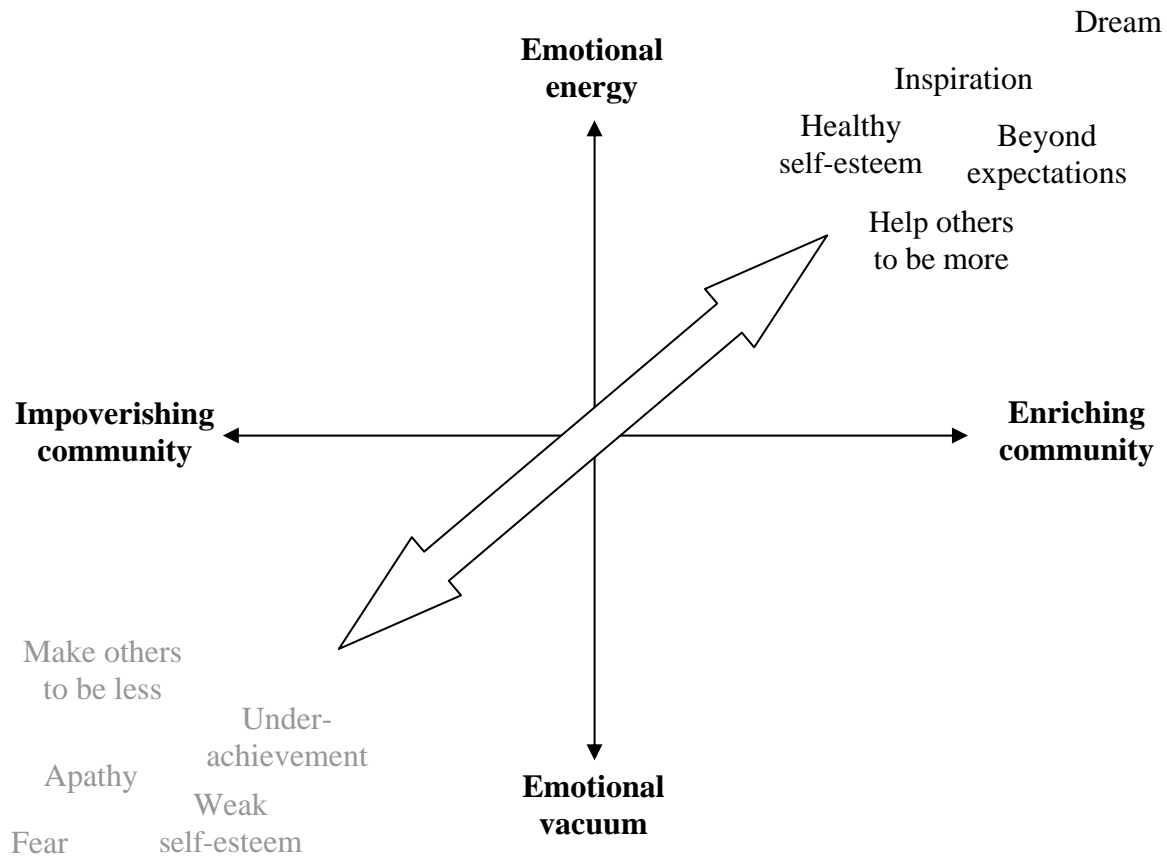 Dream
Emotional
energy
Inspiration
Healthy
self-esteem
Beyond
expectations
Help others
to be more
Impoverishing
community
Enriching
community
Make others
to be less
Under-
achievement
Apathy
Weak
self-esteem
Fear
Emotional
vacuum